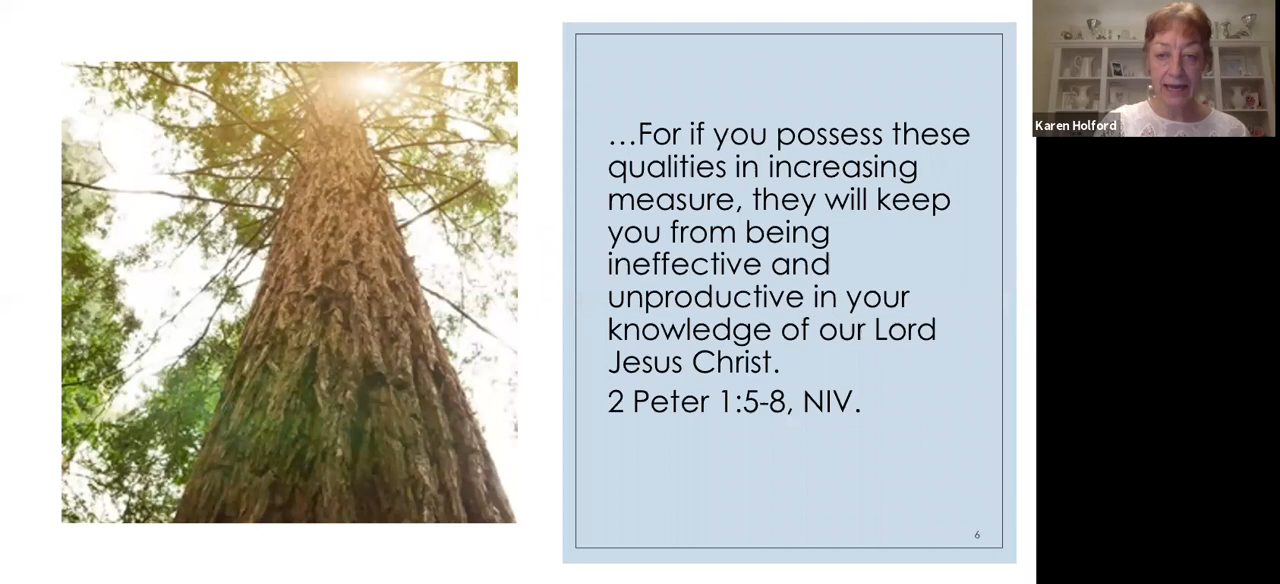 …For if you possess these
qualities in increasing
measure, they will keep
you from being
ineffective and
unproductive in your
knowledge of our Lord
Jesus Christ.
2 Peter 1:5-8, NIV.
6
Karen Holford